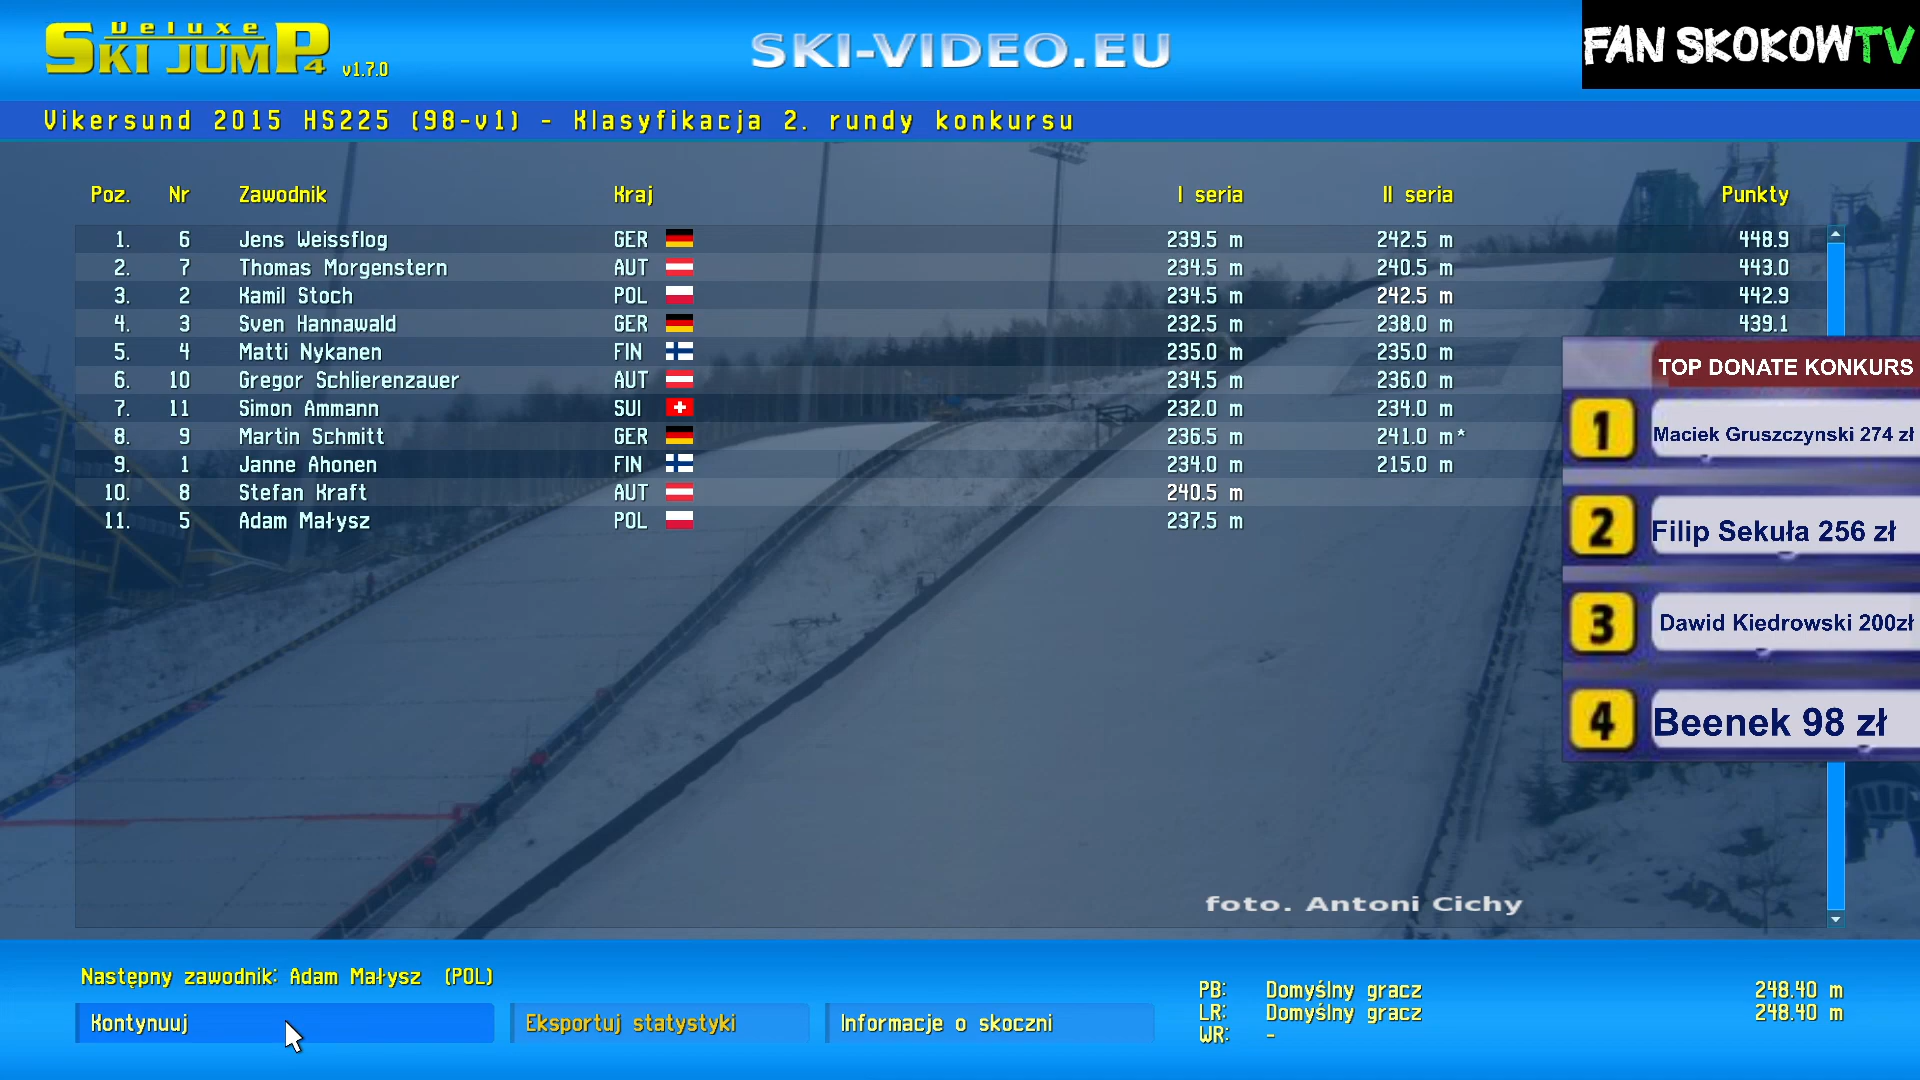 Deluxe
SKI JUMP 4 v1.7.0
SKI-VIDEO.EU
FAN SKOKOWTV
Vikersund 2015 HS225 (98-v1) - Klasyfikacja 2. rundy konkursu
Poz. Nr Zawodnik Kraj I seria II seria Punkty
1. 6 Jens Weissflog GER 239.5 m 242.5 m 448.9
2. 7 Thomas Morgenstern AUT 234.5 m 240.5 m 443.0
3. 2 Kamil Stoch POL 234.5 m 242.5 m 442.9
4. 3 Sven Hannawald GER 232.5 m 238.0 m 439.1
5. 4 Matti Nykanen FIN 235.0 m 235.0 m
6. 10 Gregor Schlierenzauer AUT 234.5 m 236.0 m
7. 11 Simon Ammann SUI 232.0 m 234.0 m
8. 9 Martin Schmitt GER 236.5 m 241.0 m*
9. 1 Janne Ahonen FIN 234.0 m 215.0 m
10. 8 Stefan Kraft AUT 240.5 m
11. 5 Adam Małysz POL 237.5 m
TOP DONATE KONKURS
1 Maciek Gruszczynski 274 zł
2 Filip Sekuła 256 zł
3 Dawid Kiedrowski 200zł
4 Beenek 98 zł
foto. Antoni Cichy
Następny zawodnik: Adam Małysz (POL)
Kontynuuj
Eksportuj statystyki
Informacje o skoczni
PB: Domyślny gracz 248.40 m
LR: Domyślny gracz 248.40 m
WR: -